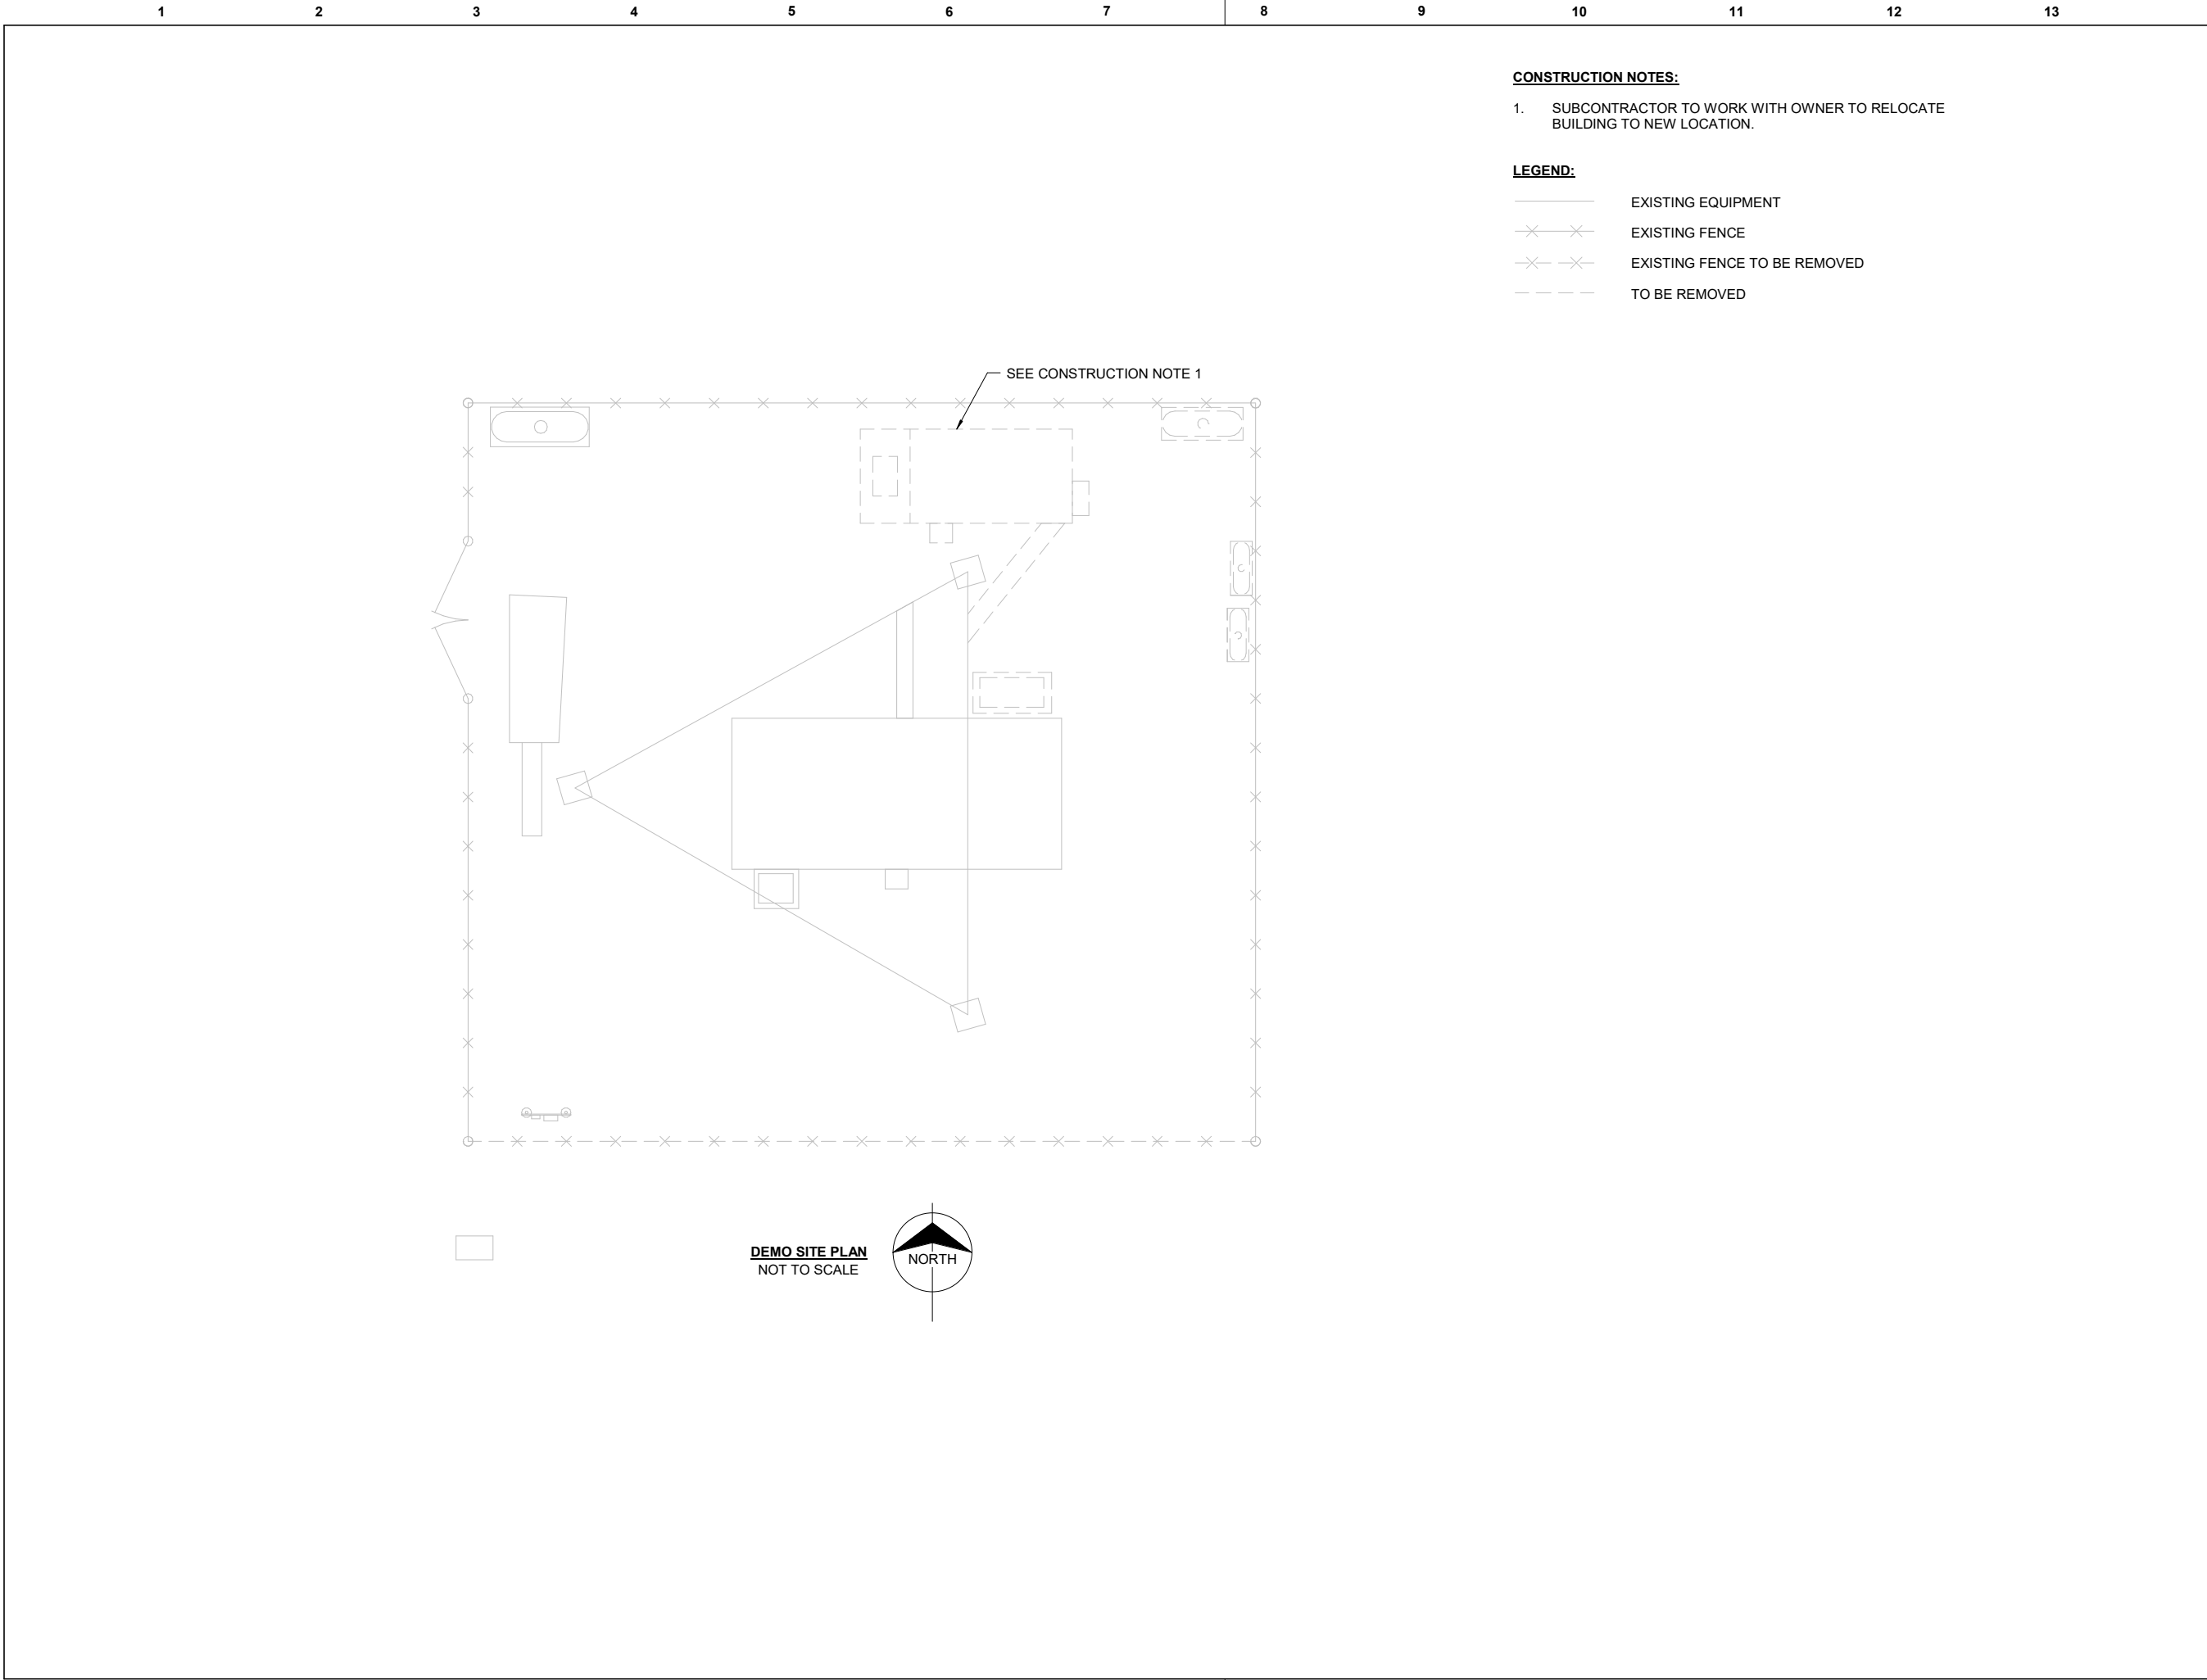 1 2 3 4 5 6 7 8 9 10 11 12 13
CONSTRUCTION NOTES:
1. SUBCONTRACTOR TO WORK WITH OWNER TO RELOCATE
BUILDING TO NEW LOCATION.
LEGEND:
EXISTING EQUIPMENT
EXISTING FENCE
EXISTING FENCE TO BE REMOVED
TO BE REMOVED
SEE CONSTRUCTION NOTE 1
DEMO SITE PLAN
NOT TO SCALE
NORTH